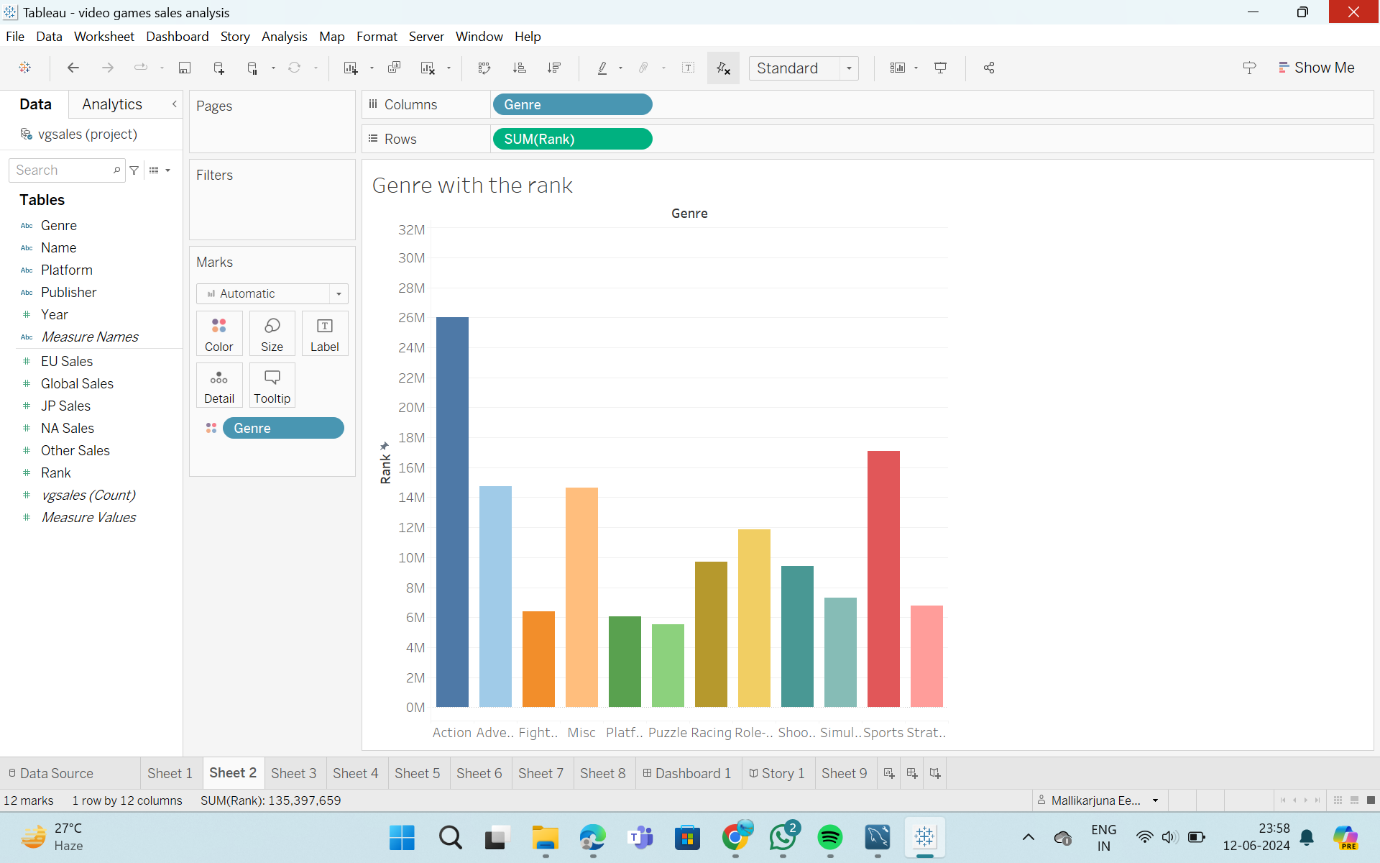 Tableau - video games sales analysis
File Data Worksheet Dashboard Story Analysis Map Format Server Window Help
Standard
Show Me
Data Analytics
vgsales (project)
Search
Tables
Abc Genre
Abc Name
Abc Platform
Abc Publisher
# Year
Abc Measure Names
# EU Sales
# Global Sales
# JP Sales
# NA Sales
# Other Sales
# Rank
# vgsales (Count)
# Measure Values
Pages
Filters
Marks
Automatic
Color Size Label
Detail Tooltip
Genre
Columns Genre
Rows SUM(Rank)
Genre with the rank
Genre
32M
30M
28M
26M
24M
22M
20M
18M
16M
14M
12M
10M
8M
6M
4M
2M
0M
Rank
Action Adve.. Fight.. Misc Platf.. Puzzle Racing Role-.. Shoo.. Simul.. Sports Strat..
Data Source Sheet 1 Sheet 2 Sheet 3 Sheet 4 Sheet 5 Sheet 6 Sheet 7 Sheet 8 Dashboard 1 Story 1 Sheet 9
12 marks 1 row by 12 columns SUM(Rank): 135,397,659 Mallikarjuna Ee...
27°C
Haze
2
ENG
IN
23:58
12-06-2024
PRE